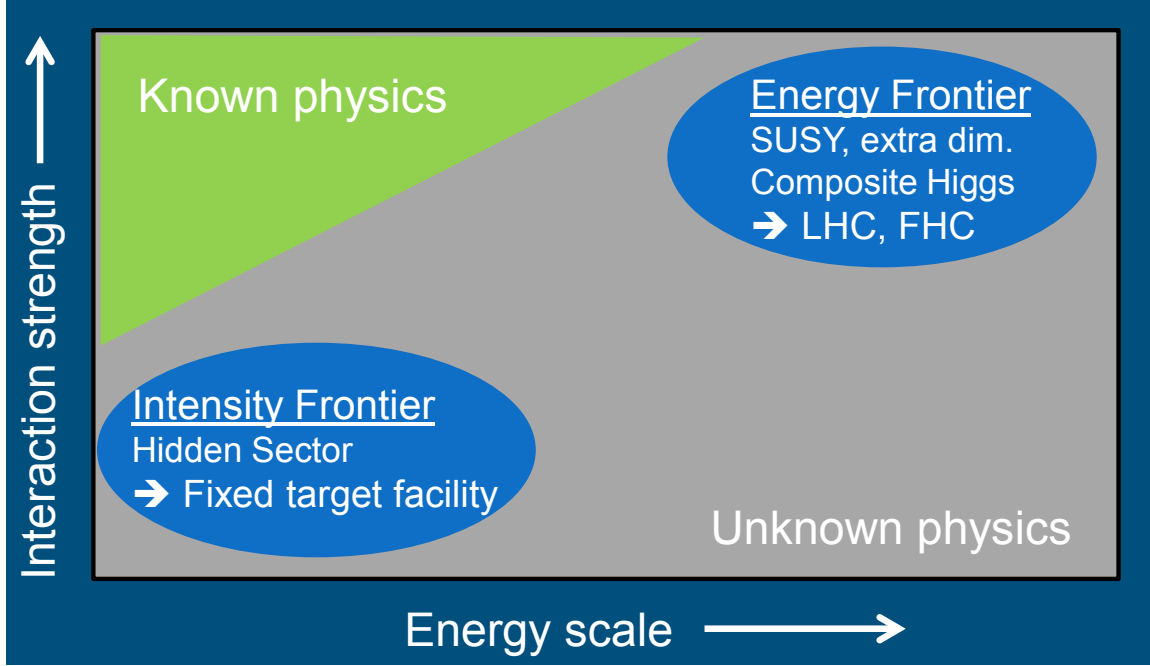 Known physics
Energy Frontier
SUSY, extra dim.
Composite Higgs
➔ LHC, FHC
Interaction strength
Intensity Frontier
Hidden Sector
➔ Fixed target facility
Unknown physics
Energy scale